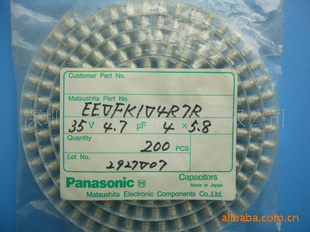 Customer Part No.
Matsushita Part No.
EEVFK1V4R7R
35 V 4.7 µF 4 × 5.8
Quantity
200 PCS
Lot No.
2927007
Panasonic Capacitors
Made in Japan
Matsushita Electronic Components Co.,Ltd.
alibaba.com.cn